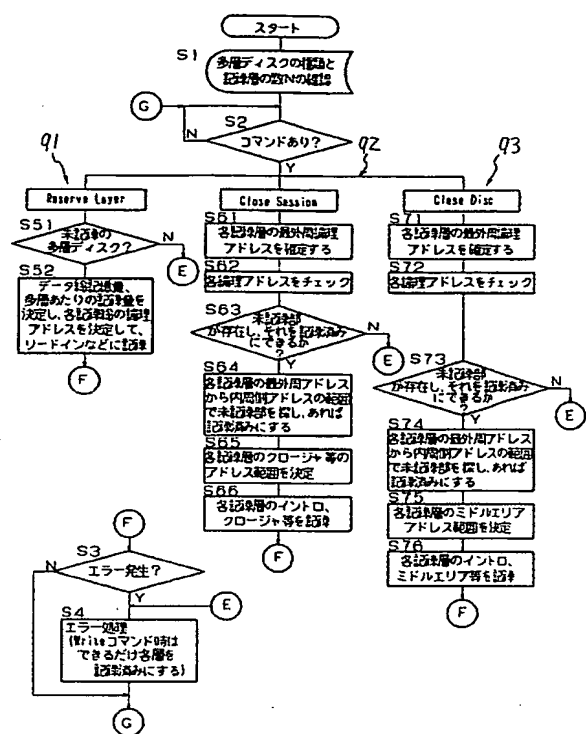 スタート
S1
多層ディスクの種類と
記録層の数Nの確認
G
S2
N
コマンドあり?
Y
91
92
93
Reserve Layer
S51
未記録の
多層ディスク?
N
E
Y
S52
データ総記録量、
多層あたりの記録量を
決定し、各記録層の論理
アドレスを決定して、
リードインなどに記録
F
Close Session
S61
各記録層の最外周論理
アドレスを確定する
S62
各論理アドレスをチェック
S63
未記録部
が存在し、それを記録済み
にできるか
?
N
E
Y
S64
各記録層の最外周アドレス
から内周側アドレスの範囲
で未記録部を探し、あれば
記録済みにする
S65
各記録層のクロージャ等の
アドレス範囲を決定
S66
各記録層のイントロ、
クロージャ等を記録
F
Close Disc
S71
各記録層の最外周論理
アドレスを確定する
S72
各論理アドレスをチェック
S73
未記録部
が存在し、それを記録済み
にできるか
?
N
E
Y
S74
各記録層の最外周アドレス
から内周側アドレスの範囲
で未記録部を探し、あれば
記録済みにする
S75
各記録層のミドルエリア
アドレス範囲を決定
S76
各記録層のイントロ、
ミドルエリア等を記録
F
F
S3
N
エラー発生?
Y
E
S4
エラー処理
(Writeコマンド時は
できるだけ各層を
記録済みにする)
G